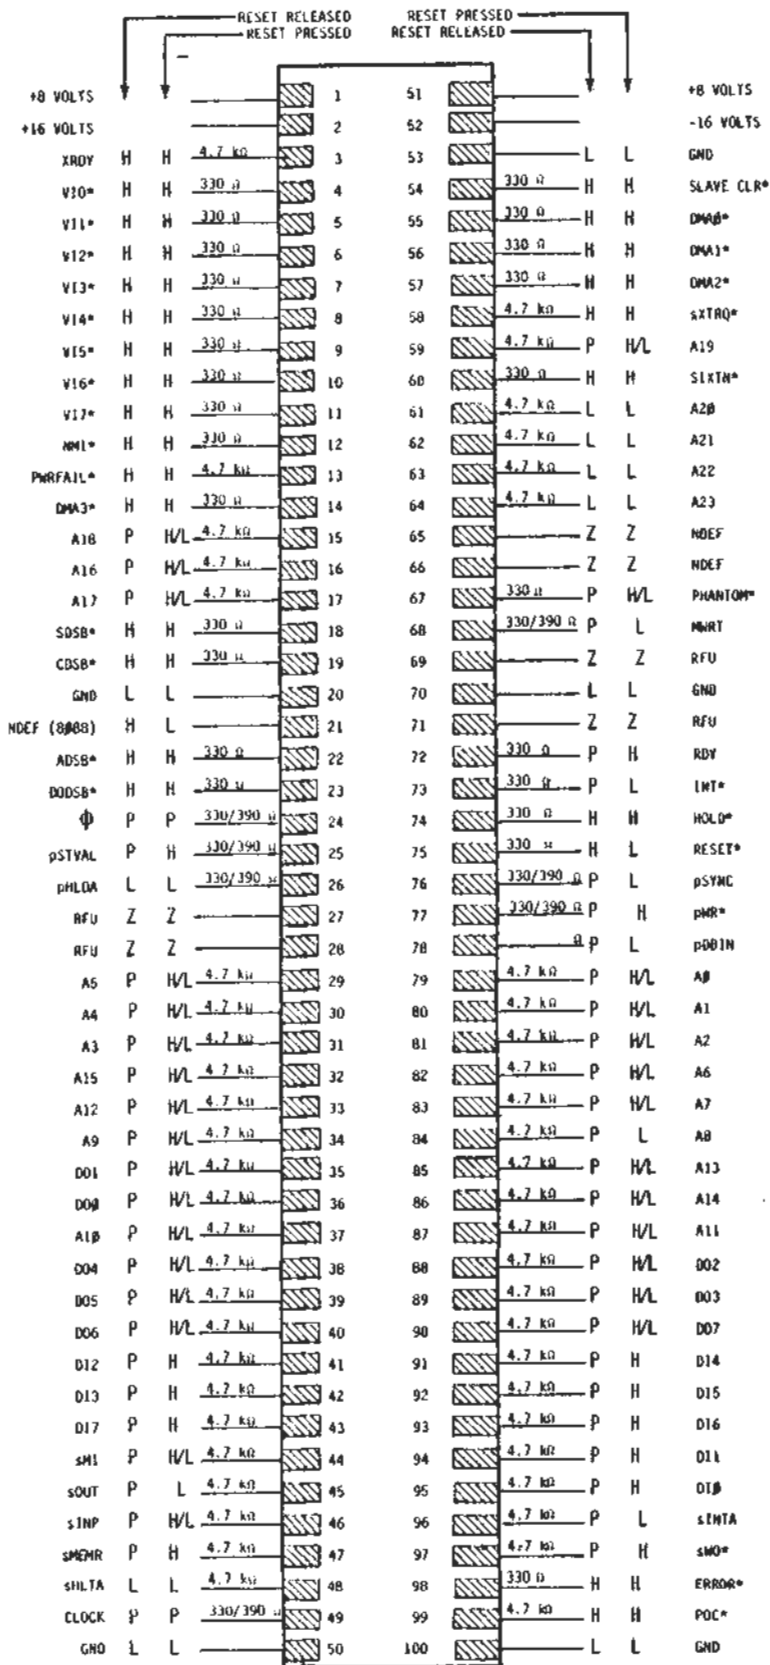 RESET RELEASED RESET PRESSED
RESET PRESSED RESET RELEASED
+8 VOLTS 1 51 +8 VOLTS
+16 VOLTS 2 52 -16 VOLTS
XRDY H H 4.7 kΩ 3 53 L L GND
VI0* H H 330 Ω 4 54 330 Ω H H SLAVE CLR*
VI1* H H 330 Ω 5 55 330 Ω H H DMA0*
VI2* H H 330 Ω 6 56 330 Ω H H DMA1*
VI3* H H 330 Ω 7 57 330 Ω H H DMA2*
VI4* H H 330 Ω 8 58 4.7 kΩ H H sXTRQ*
VI5* H H 330 Ω 9 59 4.7 kΩ P H/L A19
VI6* H H 330 Ω 10 60 330 Ω H H SIXTN*
VI7* H H 330 Ω 11 61 4.7 kΩ L L A20
NMI* H H 330 Ω 12 62 4.7 kΩ L L A21
PWRFAIL* H H 4.7 kΩ 13 63 4.7 kΩ L L A22
DMA3* H H 330 Ω 14 64 4.7 kΩ L L A23
A18 P H/L 4.7 kΩ 15 65 Z Z NDEF
A16 P H/L 4.7 kΩ 16 66 Z Z NDEF
A17 P H/L 4.7 kΩ 17 67 330 Ω P H/L PHANTOM*
SDSB* H H 330 Ω 18 68 330/390 Ω P L MWRT
CDSB* H H 330 Ω 19 69 Z Z RFU
GND L L 20 70 L L GND
NDEF (8088) H L 21 71 Z Z RFU
ADSB* H H 330 Ω 22 72 330 Ω P H RDY
DODSB* H H 330 Ω 23 73 330 Ω P L INT*
ϕ P P 330/390 Ω 24 74 330 Ω H H HOLD*
pSTVAL P H 330/390 Ω 25 75 330 Ω H L RESET*
pHLDA L L 330/390 Ω 26 76 330/390 Ω P L pSYNC
RFU Z Z 27 77 330/390 Ω P H pWR*
RFU Z Z 28 78 Ω P L pDBIN
A5 P H/L 4.7 kΩ 29 79 4.7 kΩ P H/L A0
A4 P H/L 4.7 kΩ 30 80 4.7 kΩ P H/L A1
A3 P H/L 4.7 kΩ 31 81 4.7 kΩ P H/L A2
A15 P H/L 4.7 kΩ 32 82 4.7 kΩ P H/L A6
A12 P H/L 4.7 kΩ 33 83 4.7 kΩ P H/L A7
A9 P H/L 4.7 kΩ 34 84 4.7 kΩ P L A8
DO1 P H/L 4.7 kΩ 35 85 4.7 kΩ P H/L A13
DO0 P H/L 4.7 kΩ 36 86 4.7 kΩ P H/L A14
A10 P H/L 4.7 kΩ 37 87 4.7 kΩ P H/L A11
DO4 P H/L 4.7 kΩ 38 88 4.7 kΩ P H/L DO2
DO5 P H/L 4.7 kΩ 39 89 4.7 kΩ P H/L DO3
DO6 P H/L 4.7 kΩ 40 90 4.7 kΩ P H/L DO7
DI2 P H 4.7 kΩ 41 91 4.7 kΩ P H DI4
DI3 P H 4.7 kΩ 42 92 4.7 kΩ P H DI5
DI7 P H 4.7 kΩ 43 93 4.7 kΩ P H DI6
sM1 P H/L 4.7 kΩ 44 94 4.7 kΩ P H DI1
sOUT P L 4.7 kΩ 45 95 4.7 kΩ P H DI0
sINP P H/L 4.7 kΩ 46 96 4.7 kΩ P L sINTA
sMEMR P H 4.7 kΩ 47 97 4.7 kΩ P H sWO*
sHLTA L L 4.7 kΩ 48 98 330 Ω H H ERROR*
CLOCK P P 330/390 Ω 49 99 4.7 kΩ H H POC*
GND L L 50 100 L L GND